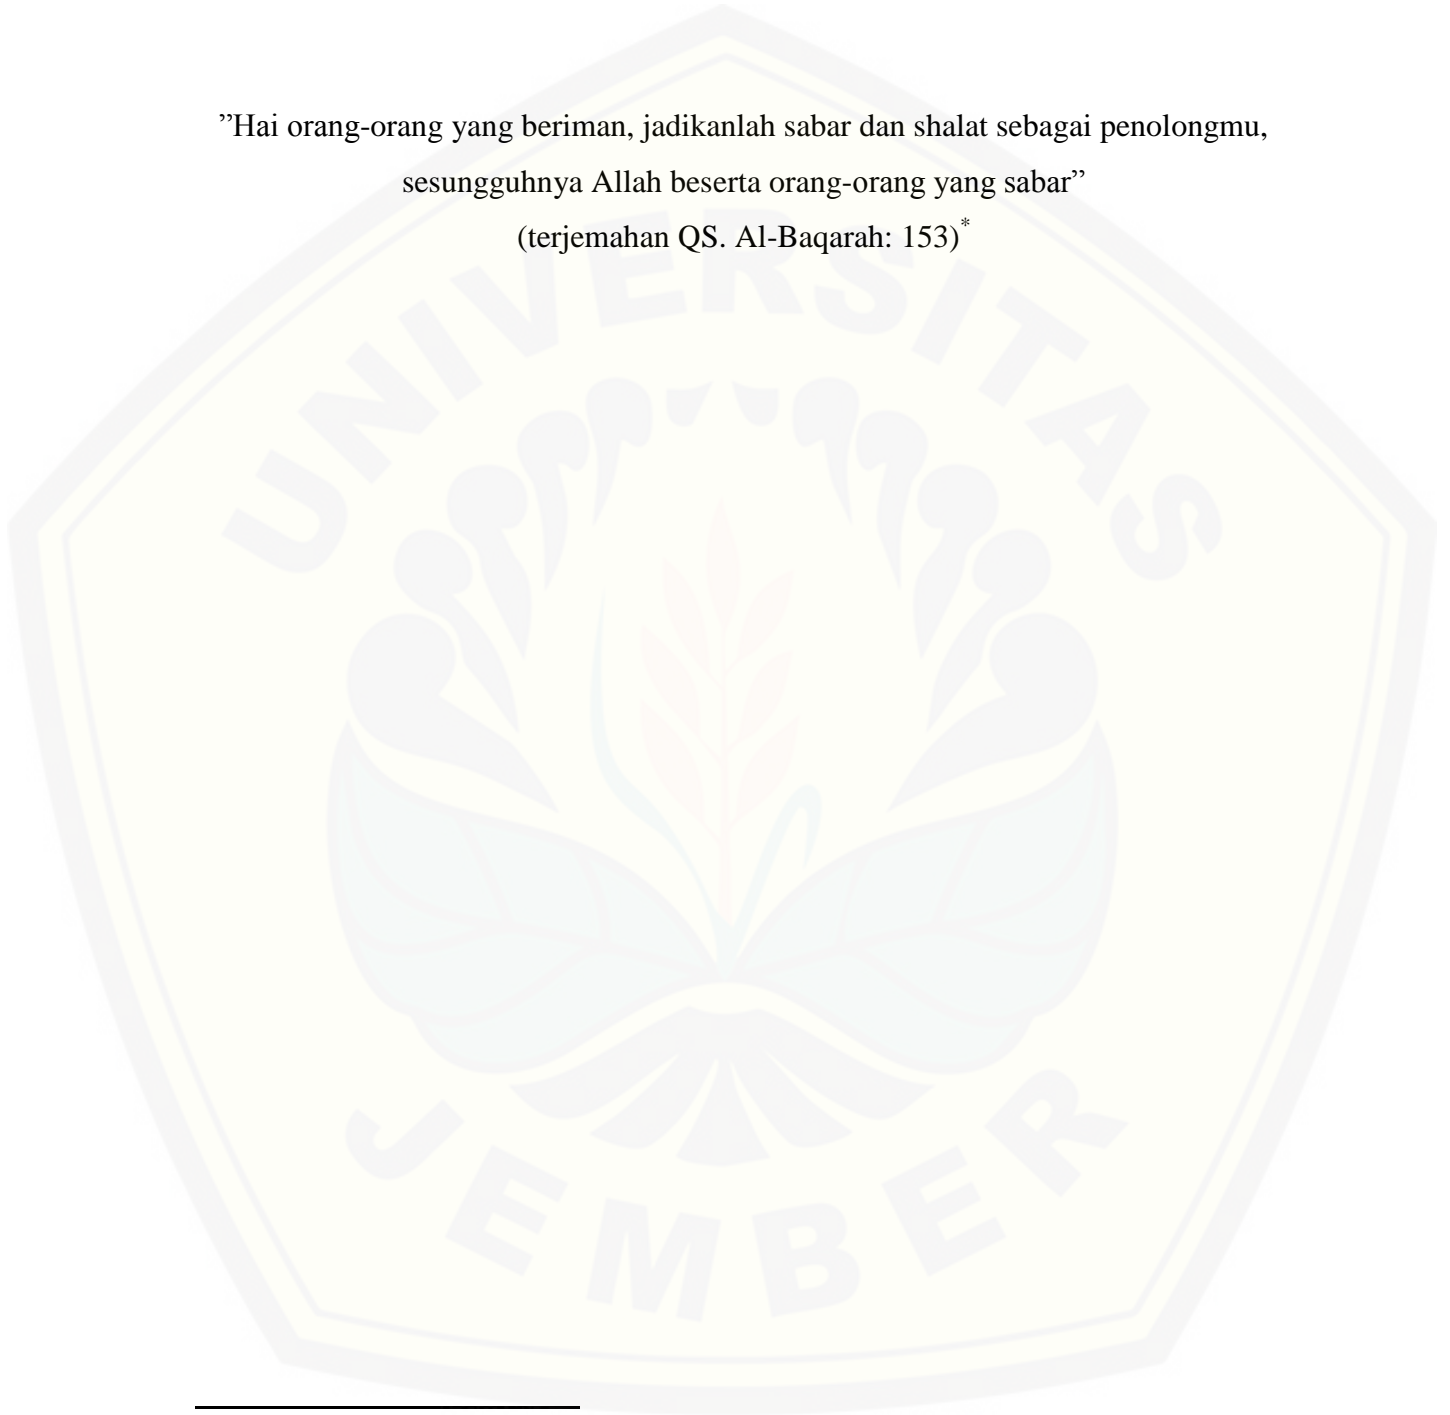 ”Hai orang-orang yang beriman, jadikanlah sabar dan shalat sebagai penolongmu,
sesungguhnya Allah beserta orang-orang yang sabar”
(terjemahan QS. Al-Baqarah: 153)*
UNIVERSITAS
JEMBER